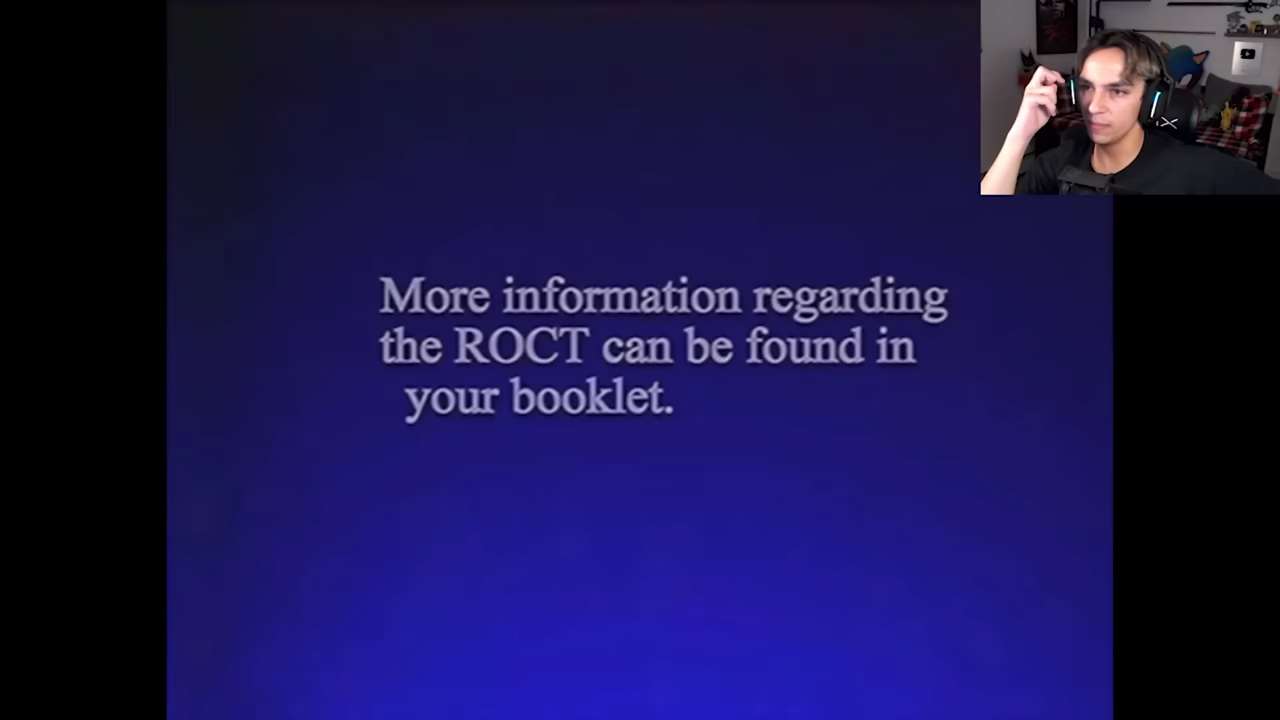 More information regarding
the ROCT can be found in
your booklet.